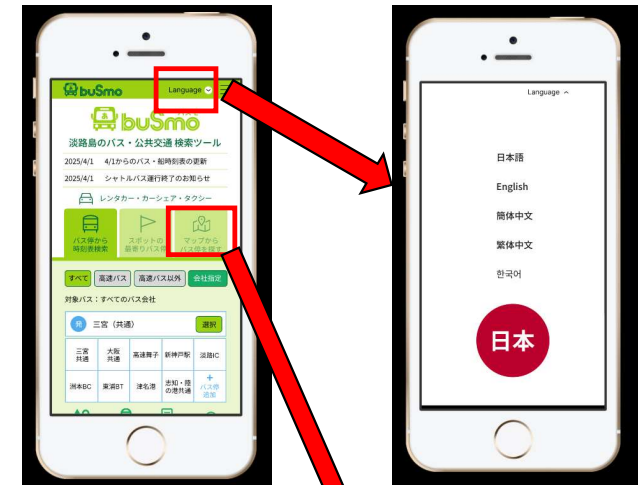 buSmo
Language
buSmo
淡路島のバス・公共交通 検索ツール
2025/4/1 4/1からのバス・船時刻表の更新
2025/4/1 シャトルバス運行終了のお知らせ
レンタカー・カーシェア・タクシー
バス停から
時刻表検索
スポットの
最寄りバス停
マップから
バス停を探す
すべて 高速バス 高速バス以外 会社指定
対象バス：すべてのバス会社
発 三宮（共通） 選択
三宮
共通
大阪
共通
高速舞子
新神戸駅
淡路IC
洲本BC
東浦BT
津名港
志知・陸
の港共通
+
バス停
追加
Language
日本語
English
簡体中文
繁体中文
한국어
日本